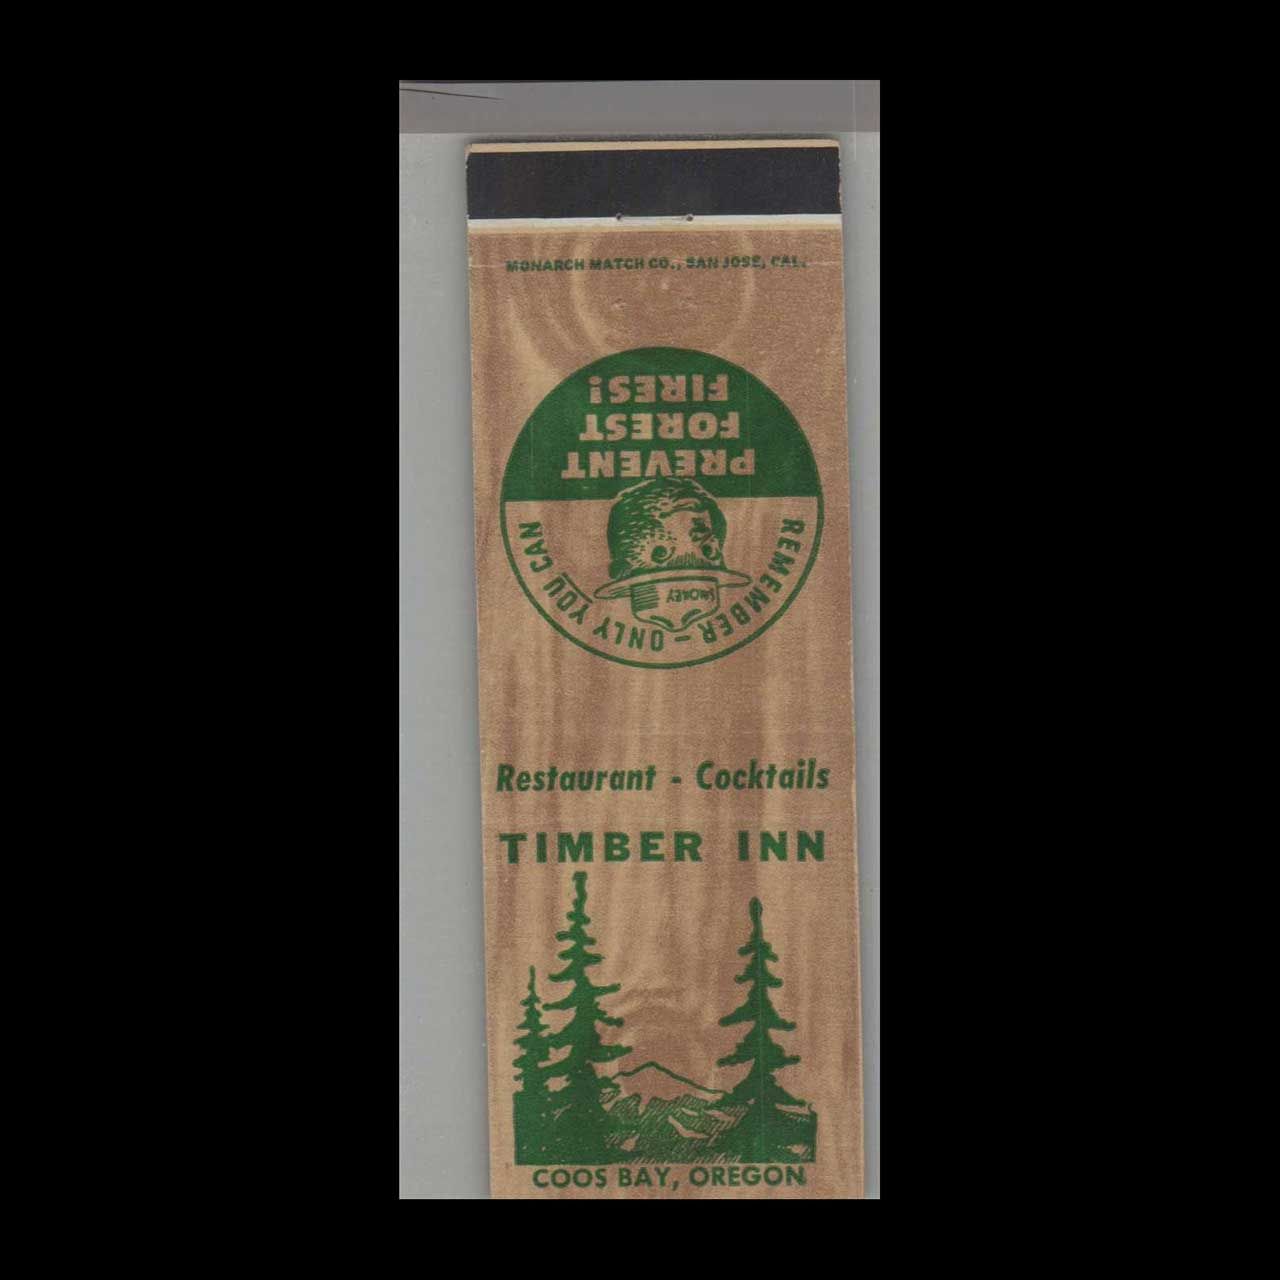 MONARCH MATCH CO., SAN JOSE, CAL.
REMEMBER - ONLY YOU CAN
SMOKEY
PREVENT
FOREST
FIRES!
Restaurant - Cocktails
TIMBER INN
COOS BAY, OREGON